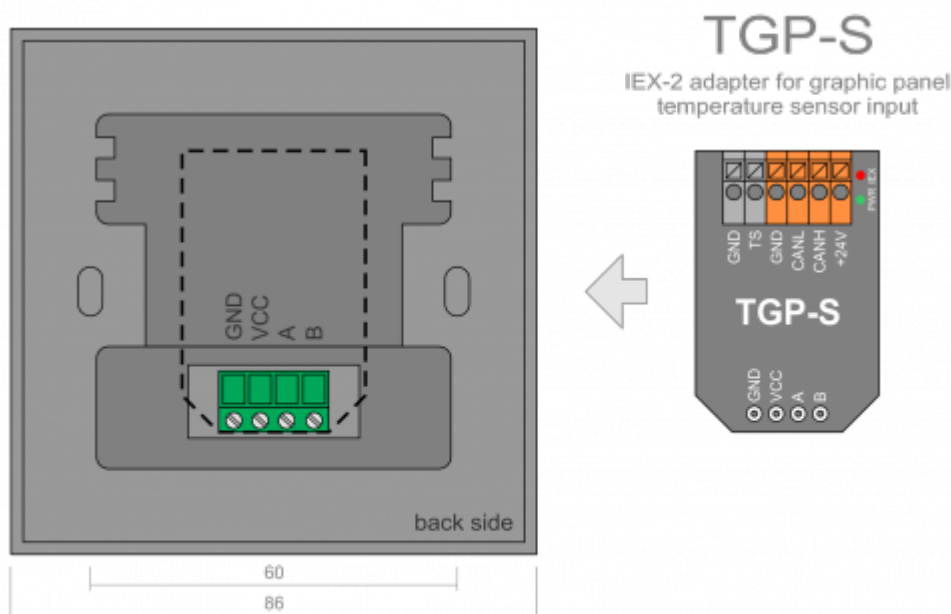 TGP-S
IEX-2 adapter for graphic panel
temperature sensor input
PWR IEX
GND TS GND CANL CANH +24V
TGP-S
GND VCC A B
GND VCC A B
back side
60
86